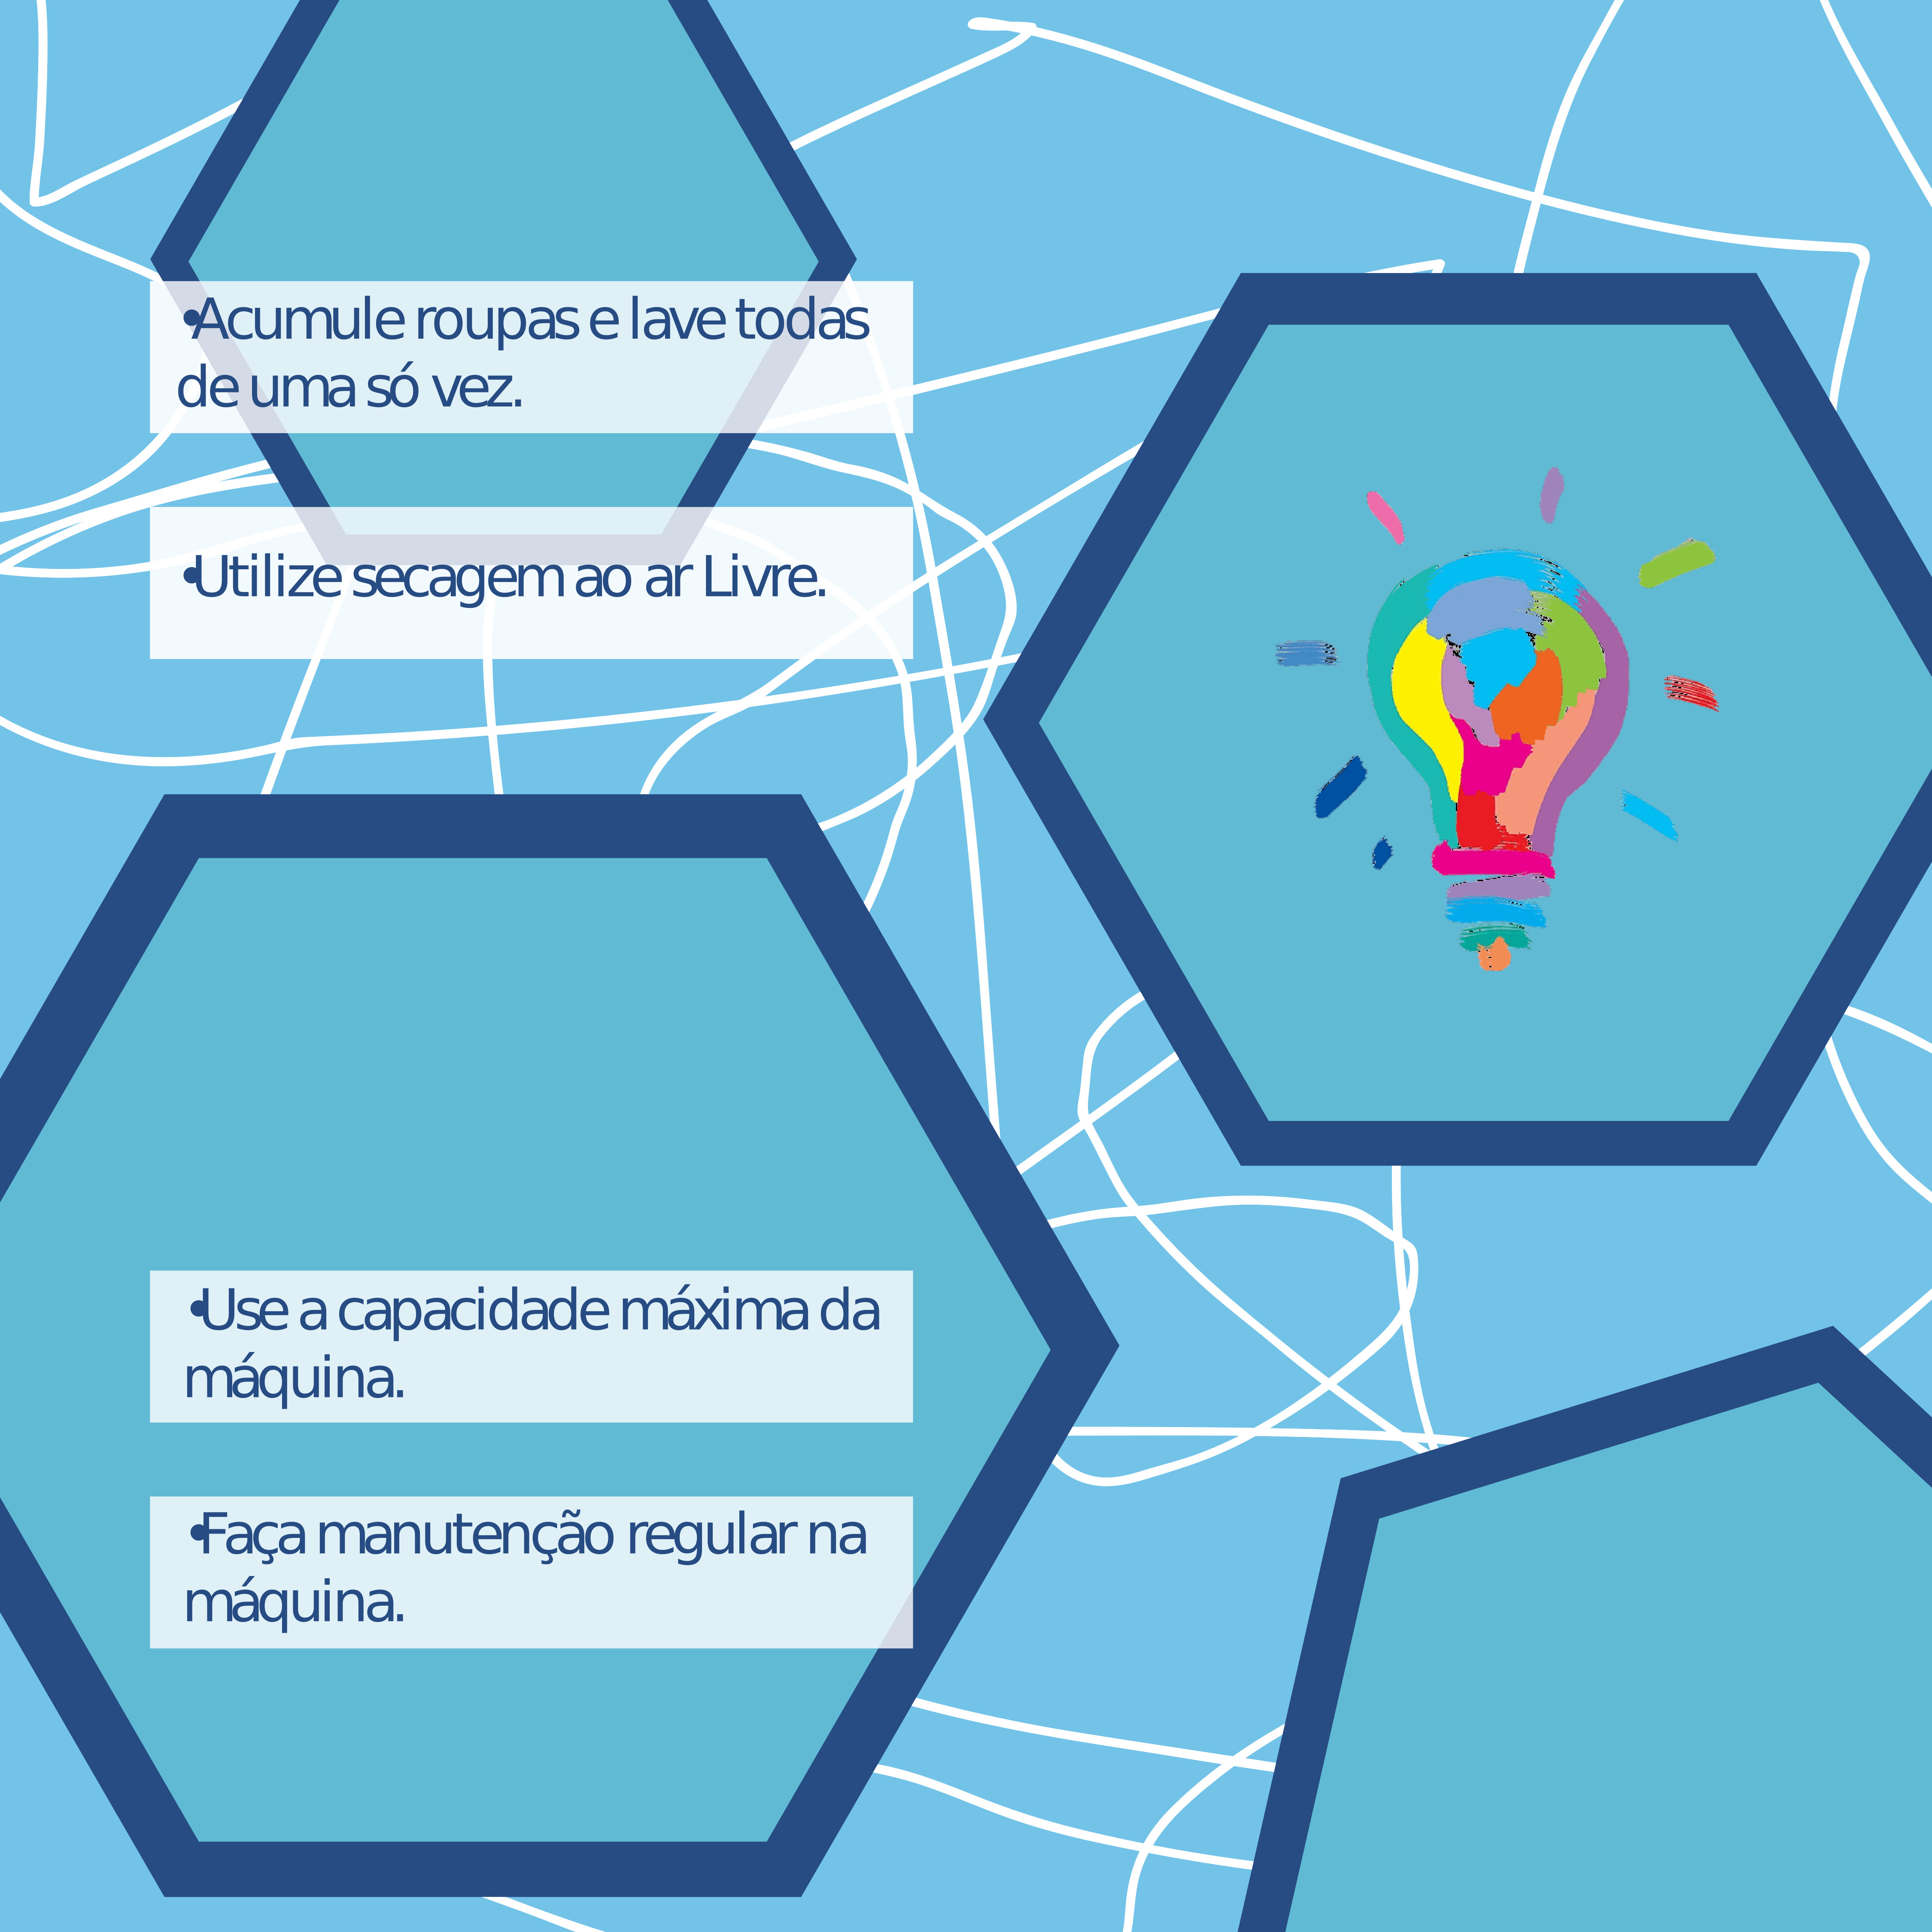 •Acumule roupas e lave todas
de uma só vez.
•Utilize secagem ao ar Livre.
•Use a capacidade máxima da
máquina.
•Faça manutenção regular na
máquina.